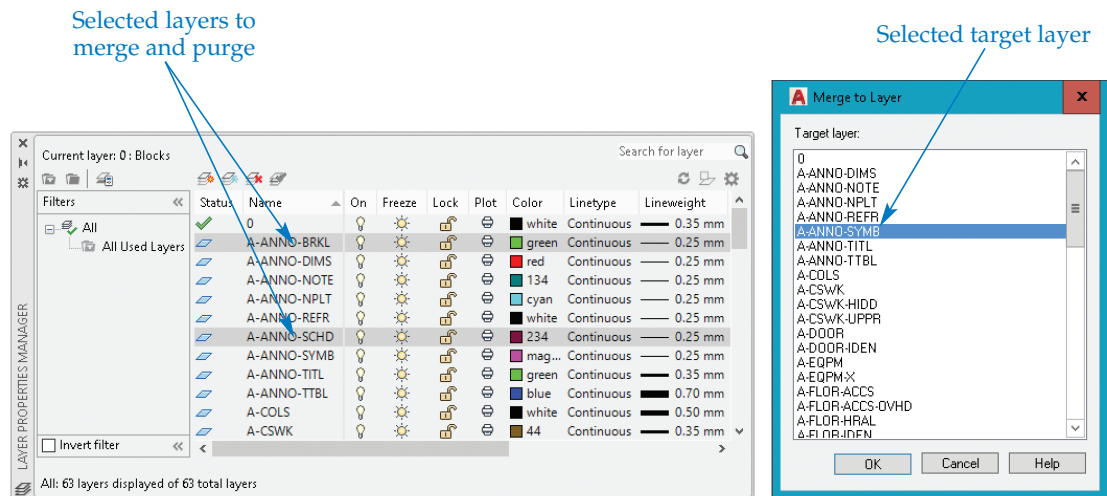 Selected layers to
merge and purge
Selected target layer
Current layer: 0 : Blocks
Search for layer
Filters
All
All Used Layers
Invert filter
LAYER PROPERTIES MANAGER
Status Name On Freeze Lock Plot Color Linetype Lineweight
0 white Continuous 0.35 mm
A-ANNO-BRKL green Continuous 0.25 mm
A-ANNO-DIMS red Continuous 0.25 mm
A-ANNO-NOTE 134 Continuous 0.25 mm
A-ANNO-NPLT cyan Continuous 0.25 mm
A-ANNO-REFR white Continuous 0.25 mm
A-ANNO-SCHD 234 Continuous 0.25 mm
A-ANNO-SYMB mag... Continuous 0.25 mm
A-ANNO-TITL green Continuous 0.35 mm
A-ANNO-TTBL blue Continuous 0.70 mm
A-COLS white Continuous 0.50 mm
A-CSWK 44 Continuous 0.35 mm
All: 63 layers displayed of 63 total layers
A Merge to Layer x
Target layer:
0
A-ANNO-DIMS
A-ANNO-NOTE
A-ANNO-NPLT
A-ANNO-REFR
A-ANNO-SYMB
A-ANNO-TITL
A-ANNO-TTBL
A-COLS
A-CSWK
A-CSWK-HIDD
A-CSWK-UPPR
A-DOOR
A-DOOR-IDEN
A-EQPM
A-EQPM-X
A-FLOR-ACCS
A-FLOR-ACCS-OVHD
A-FLOR-HRAL
A-FLOR-IDEN
OK Cancel Help